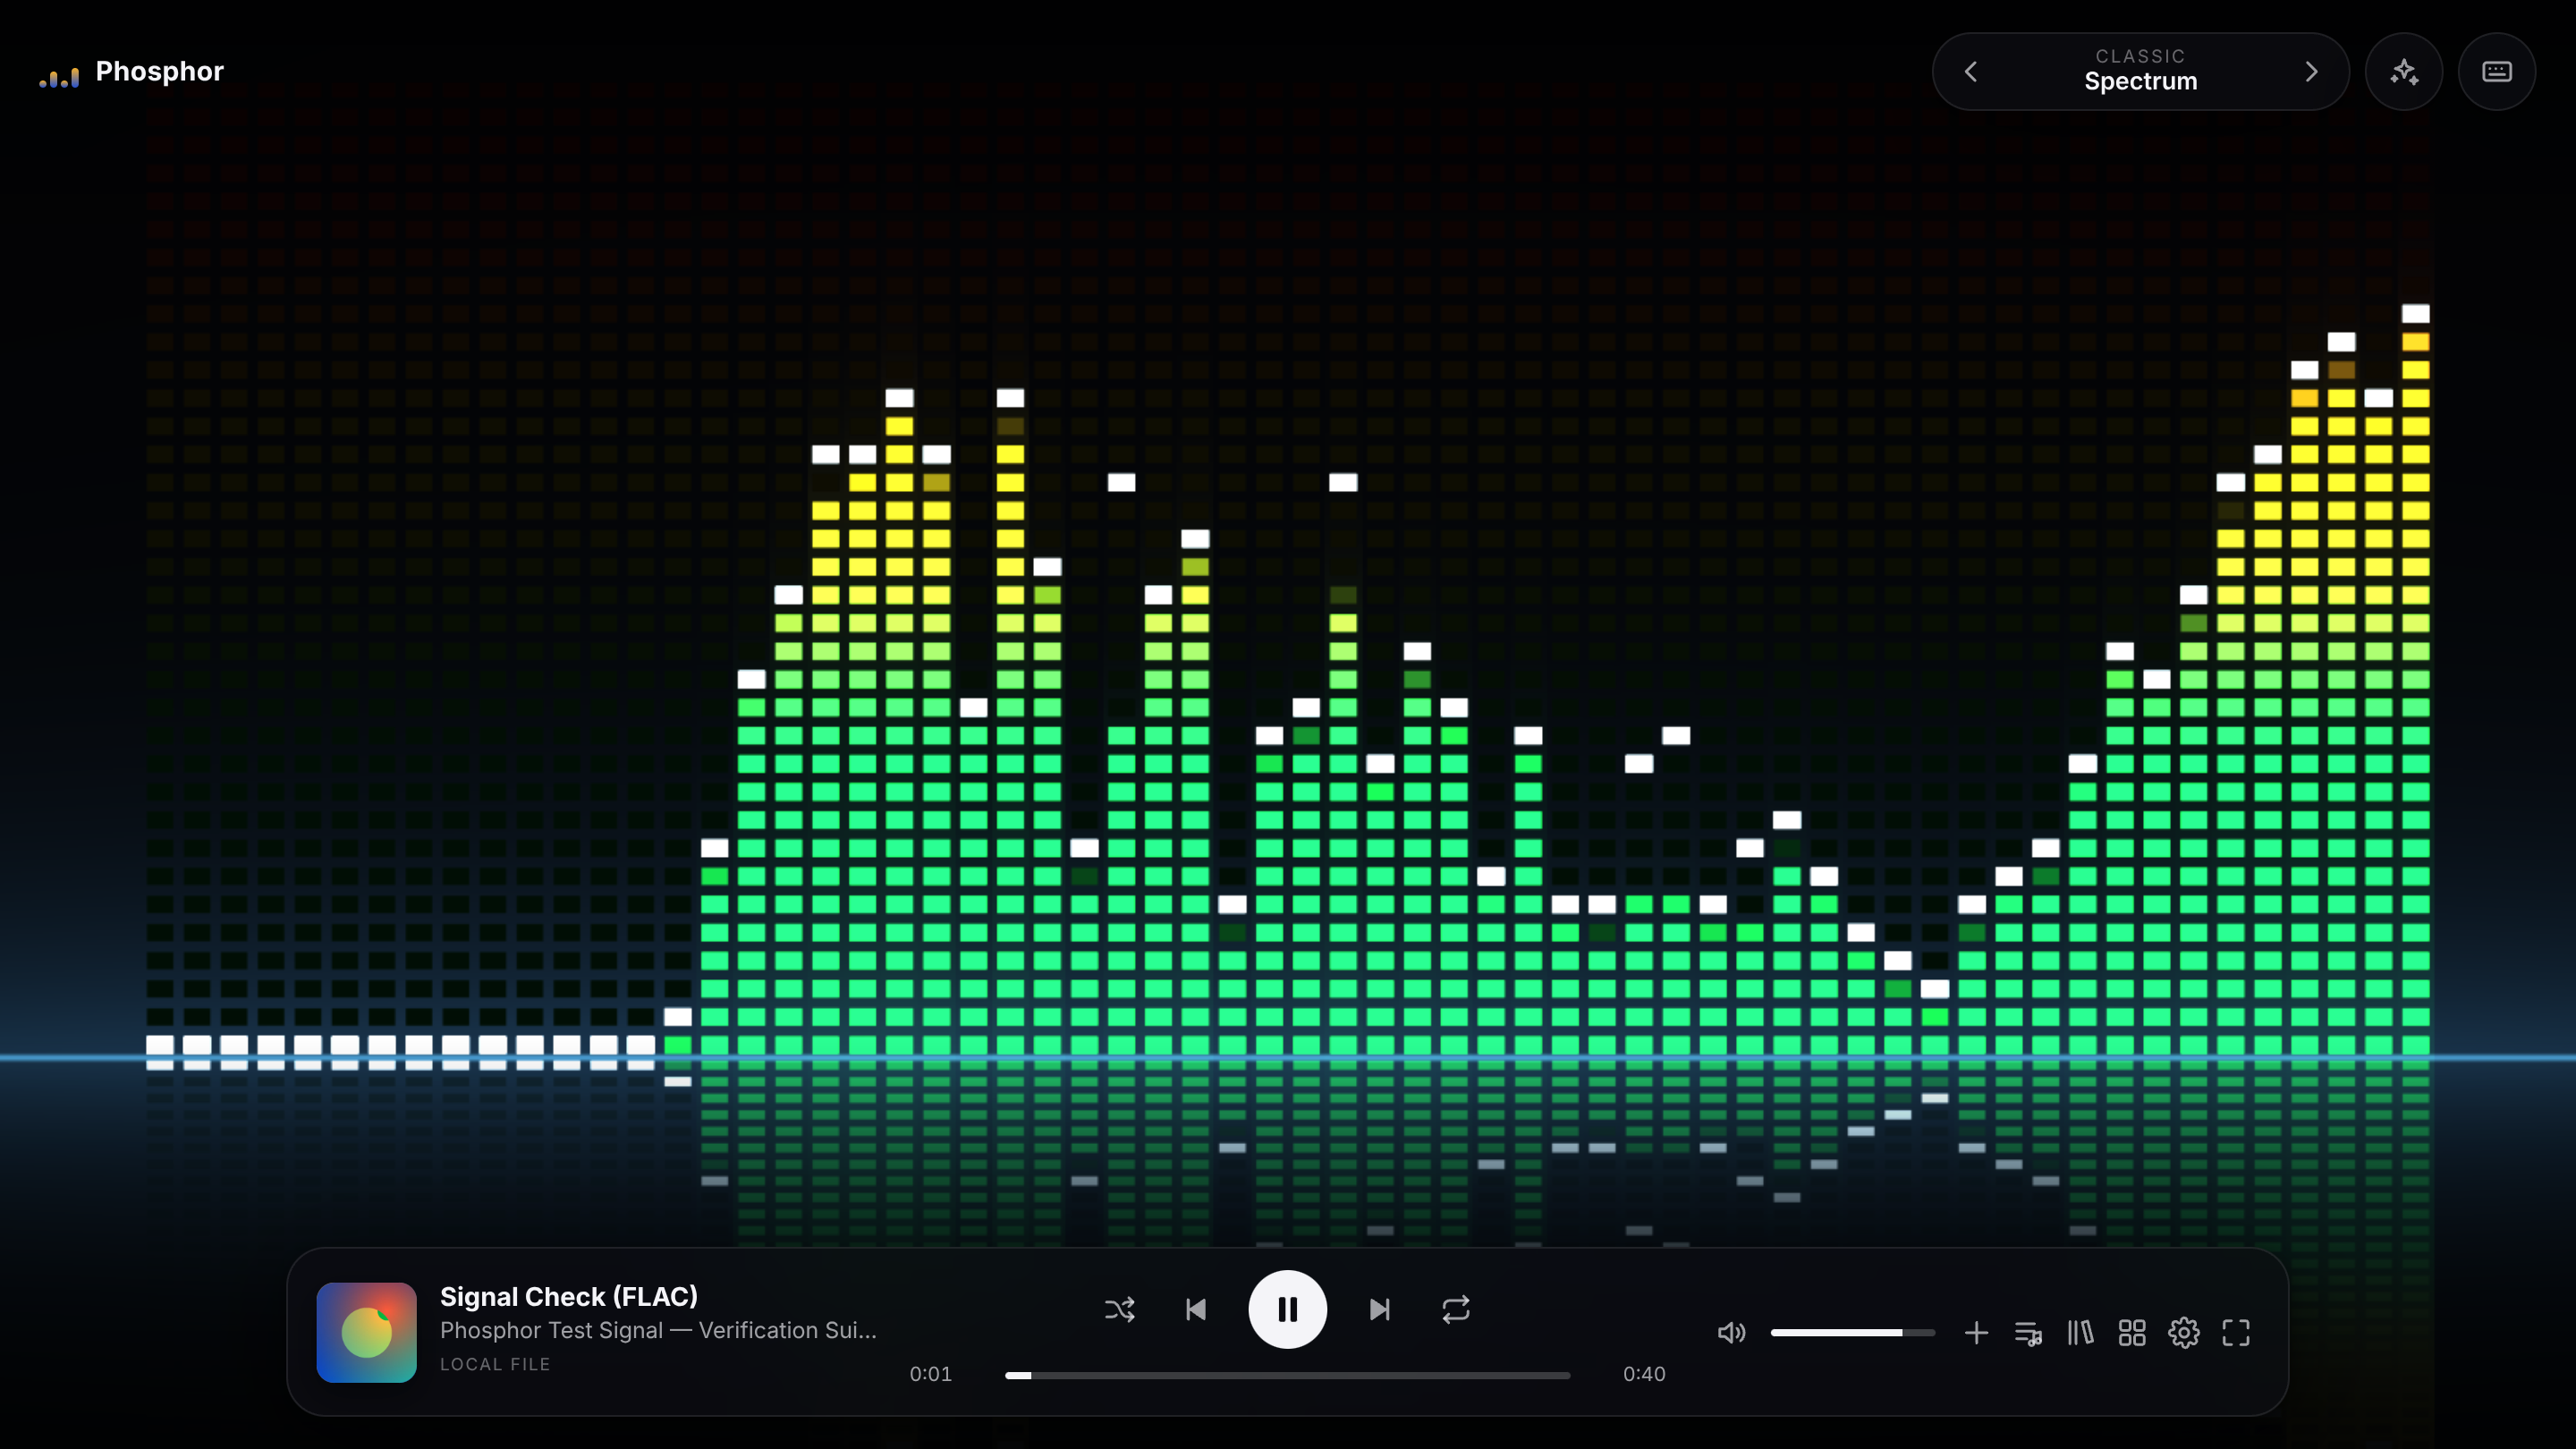 Phosphor
CLASSIC
Spectrum
Signal Check (FLAC)
Phosphor Test Signal — Verification Sui...
LOCAL FILE
0:01
0:40